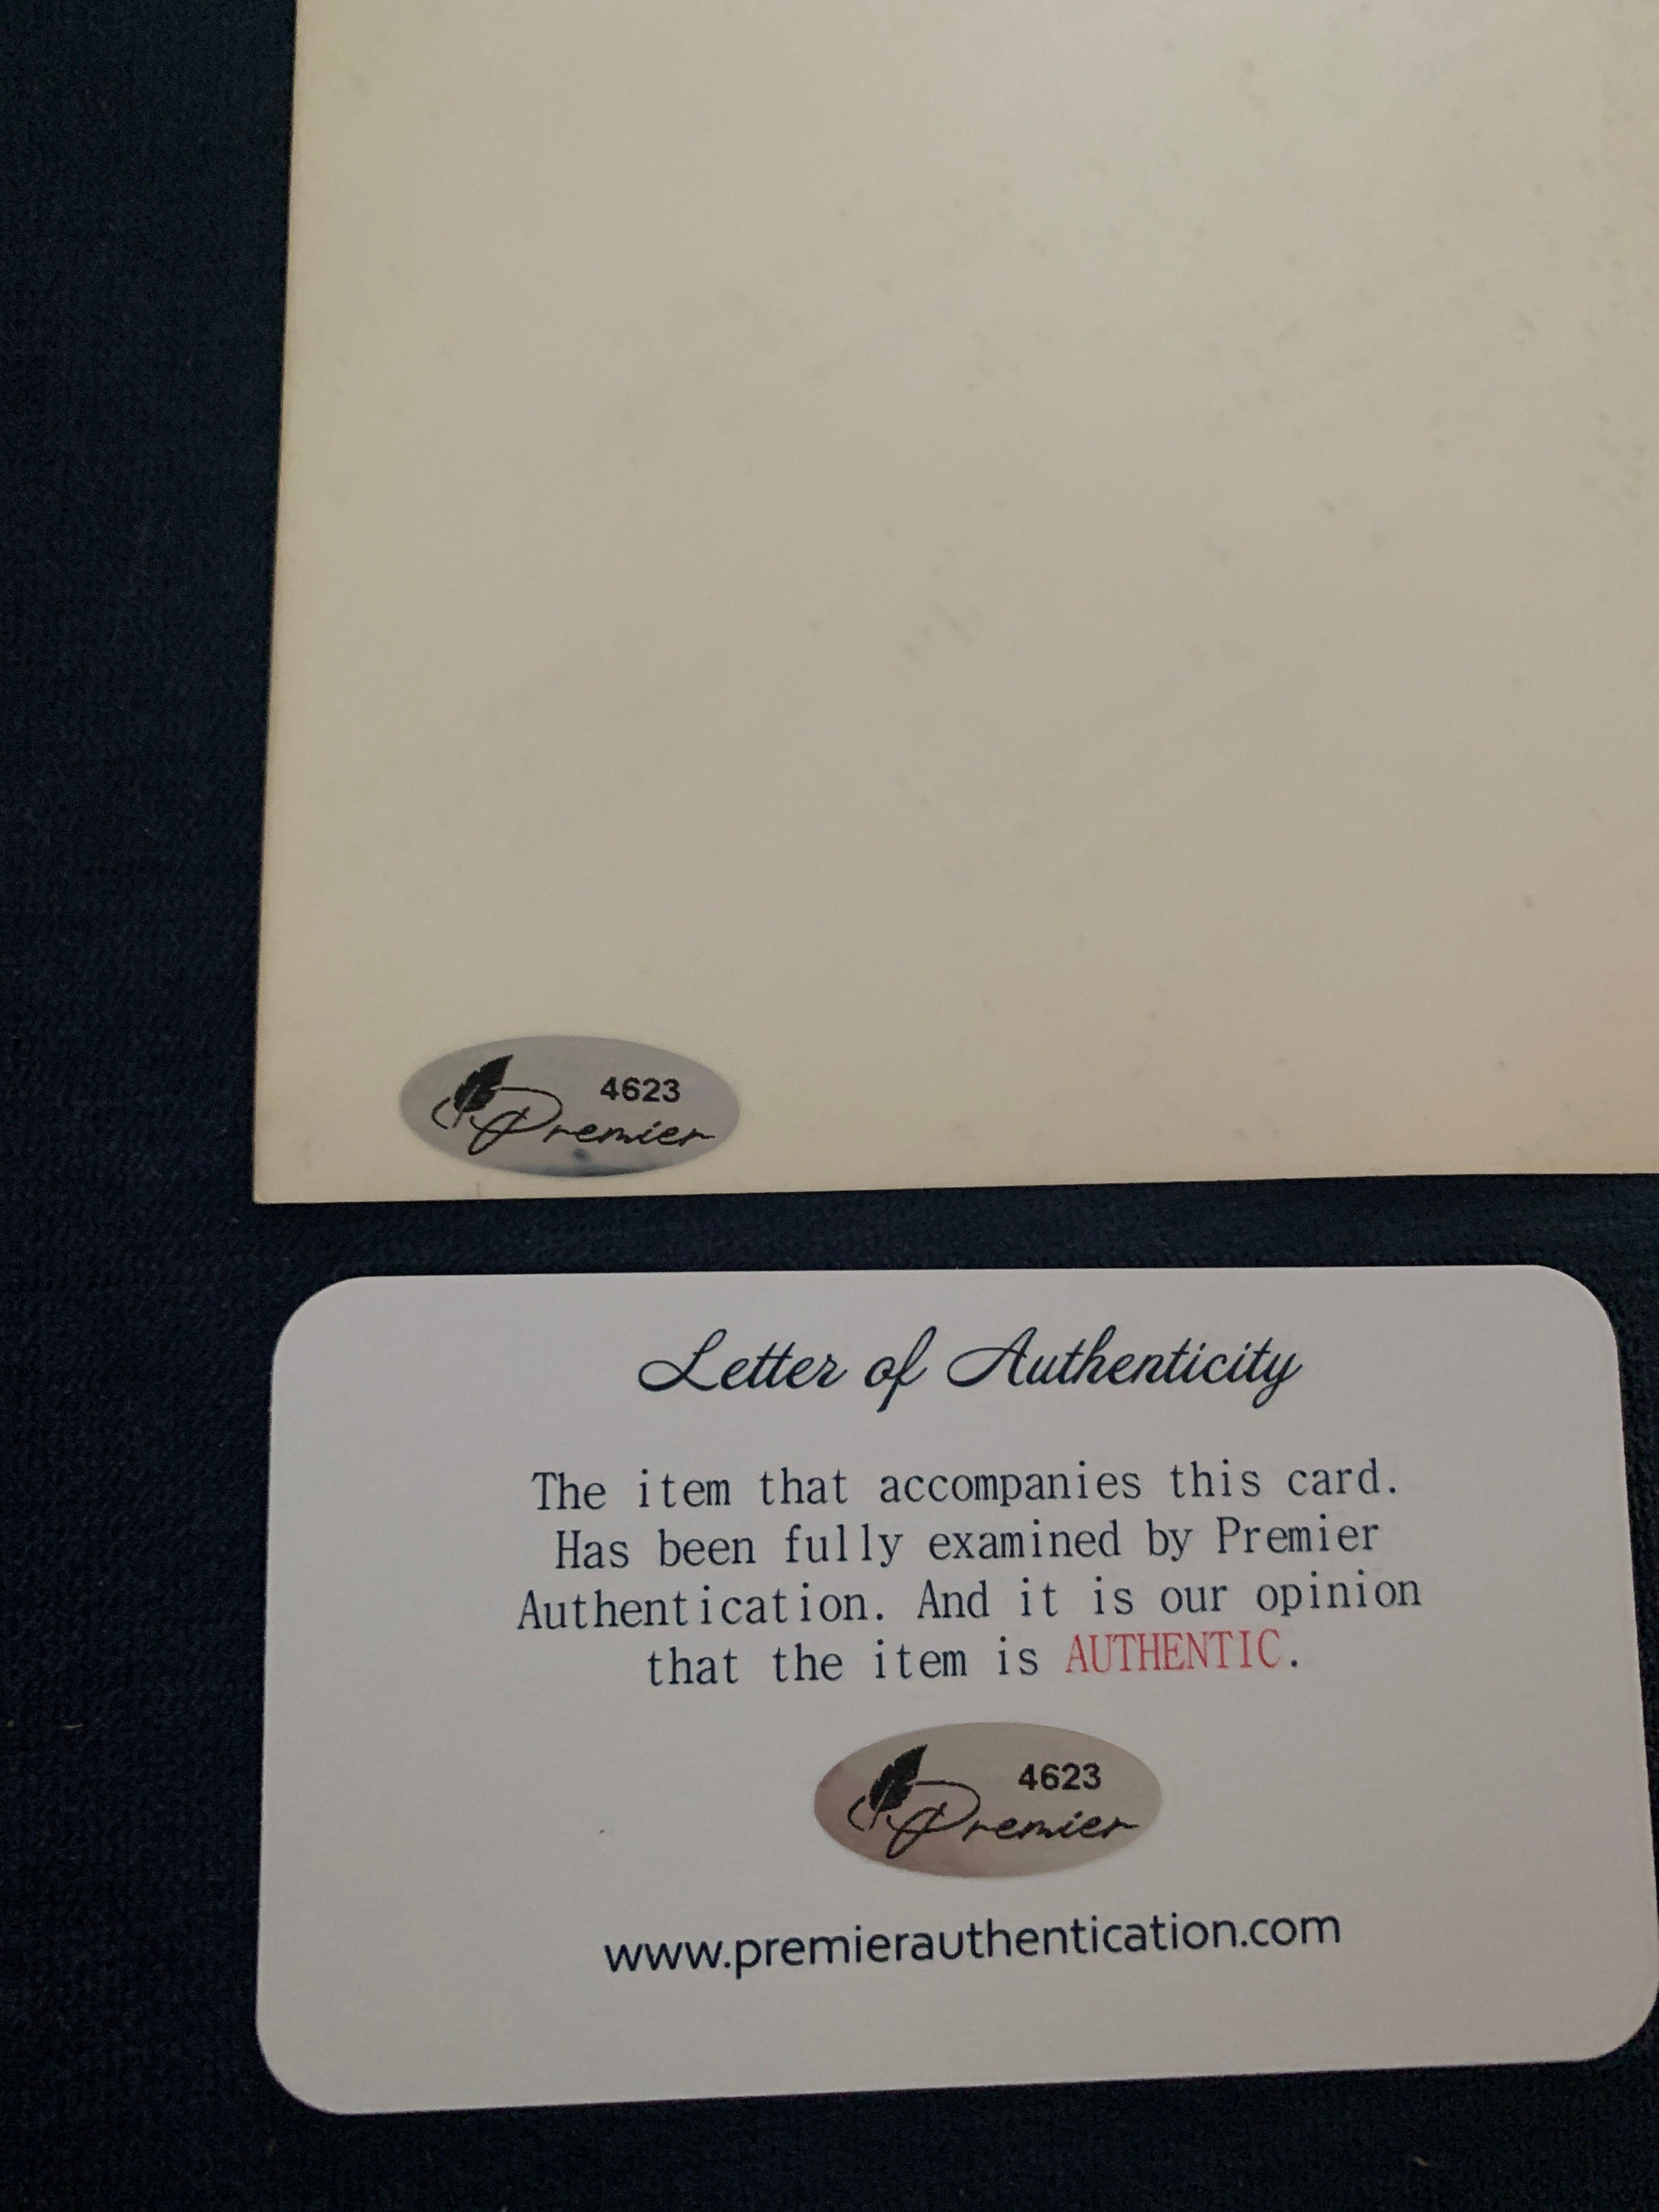 4623
Premier
Letter of Authenticity
The item that accompanies this card.
Has been fully examined by Premier
Authentication. And it is our opinion
that the item is AUTHENTIC.
4623
Premier
www.premierauthentication.com